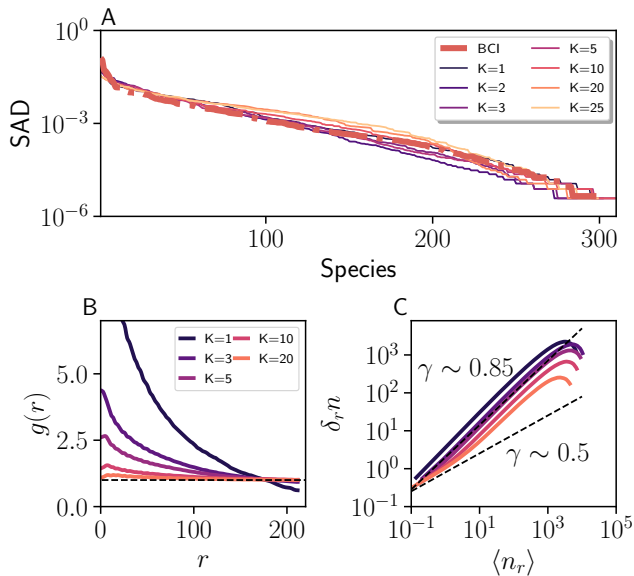 A
10^0
10^-3
10^-6
SAD
BCI
K=1
K=2
K=3
K=5
K=10
K=20
K=25
100
200
300
Species
B
5.0
2.5
0.0
g(r)
K=1
K=3
K=5
K=10
K=20
0
100
200
r
C
10^3
10^2
10^1
10^0
10^-1
δ_r n
γ ∼ 0.85
γ ∼ 0.5
10^-1
10^1
10^3
10^5
⟨n_r⟩